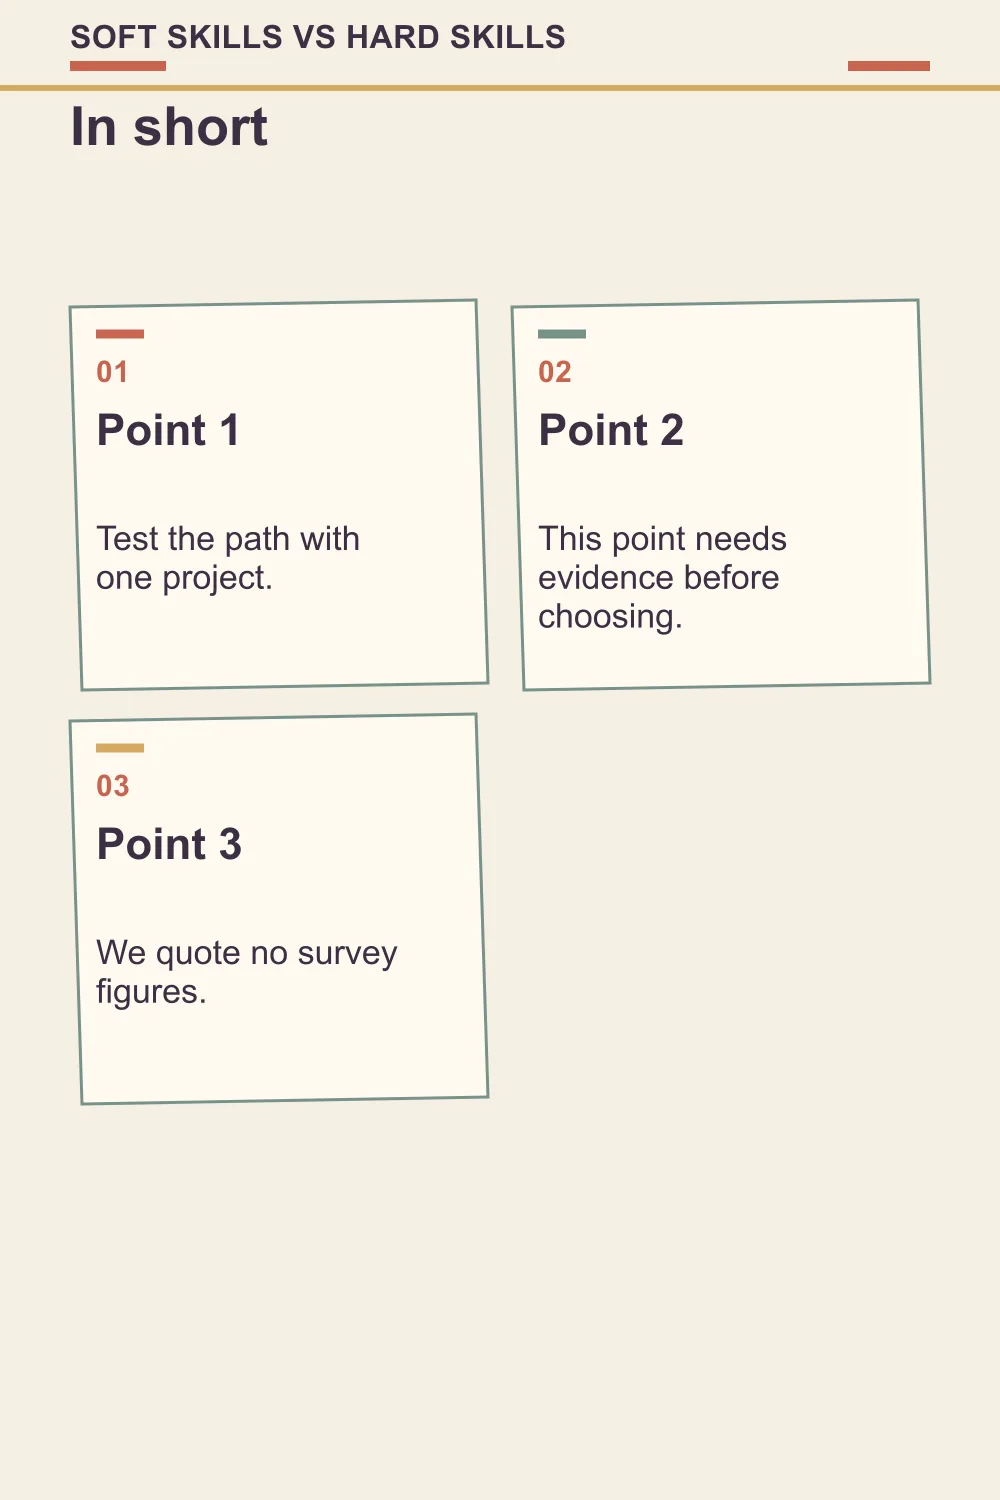 SOFT SKILLS VS HARD SKILLS
In short
01
Point 1
Test the path with
one project.
02
Point 2
This point needs
evidence before
choosing.
03
Point 3
We quote no survey
figures.